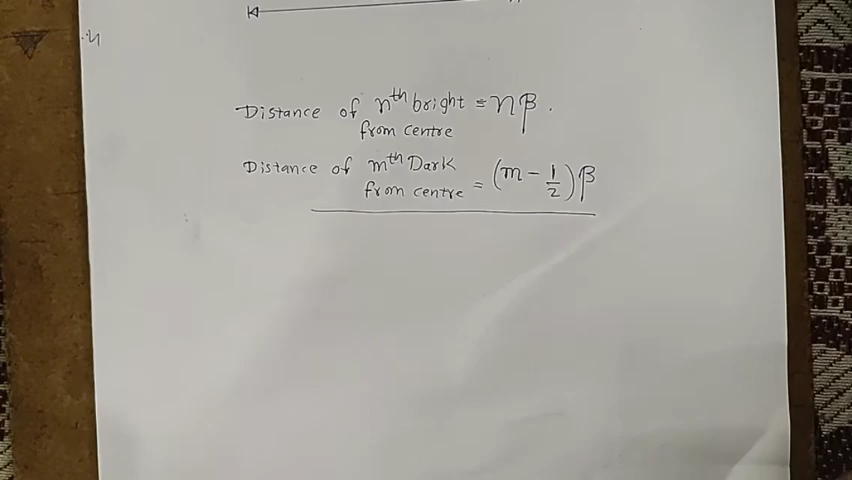 Distance of nth bright = nβ.
from centre
Distance of mth Dark
from centre = (m - 1/2)β